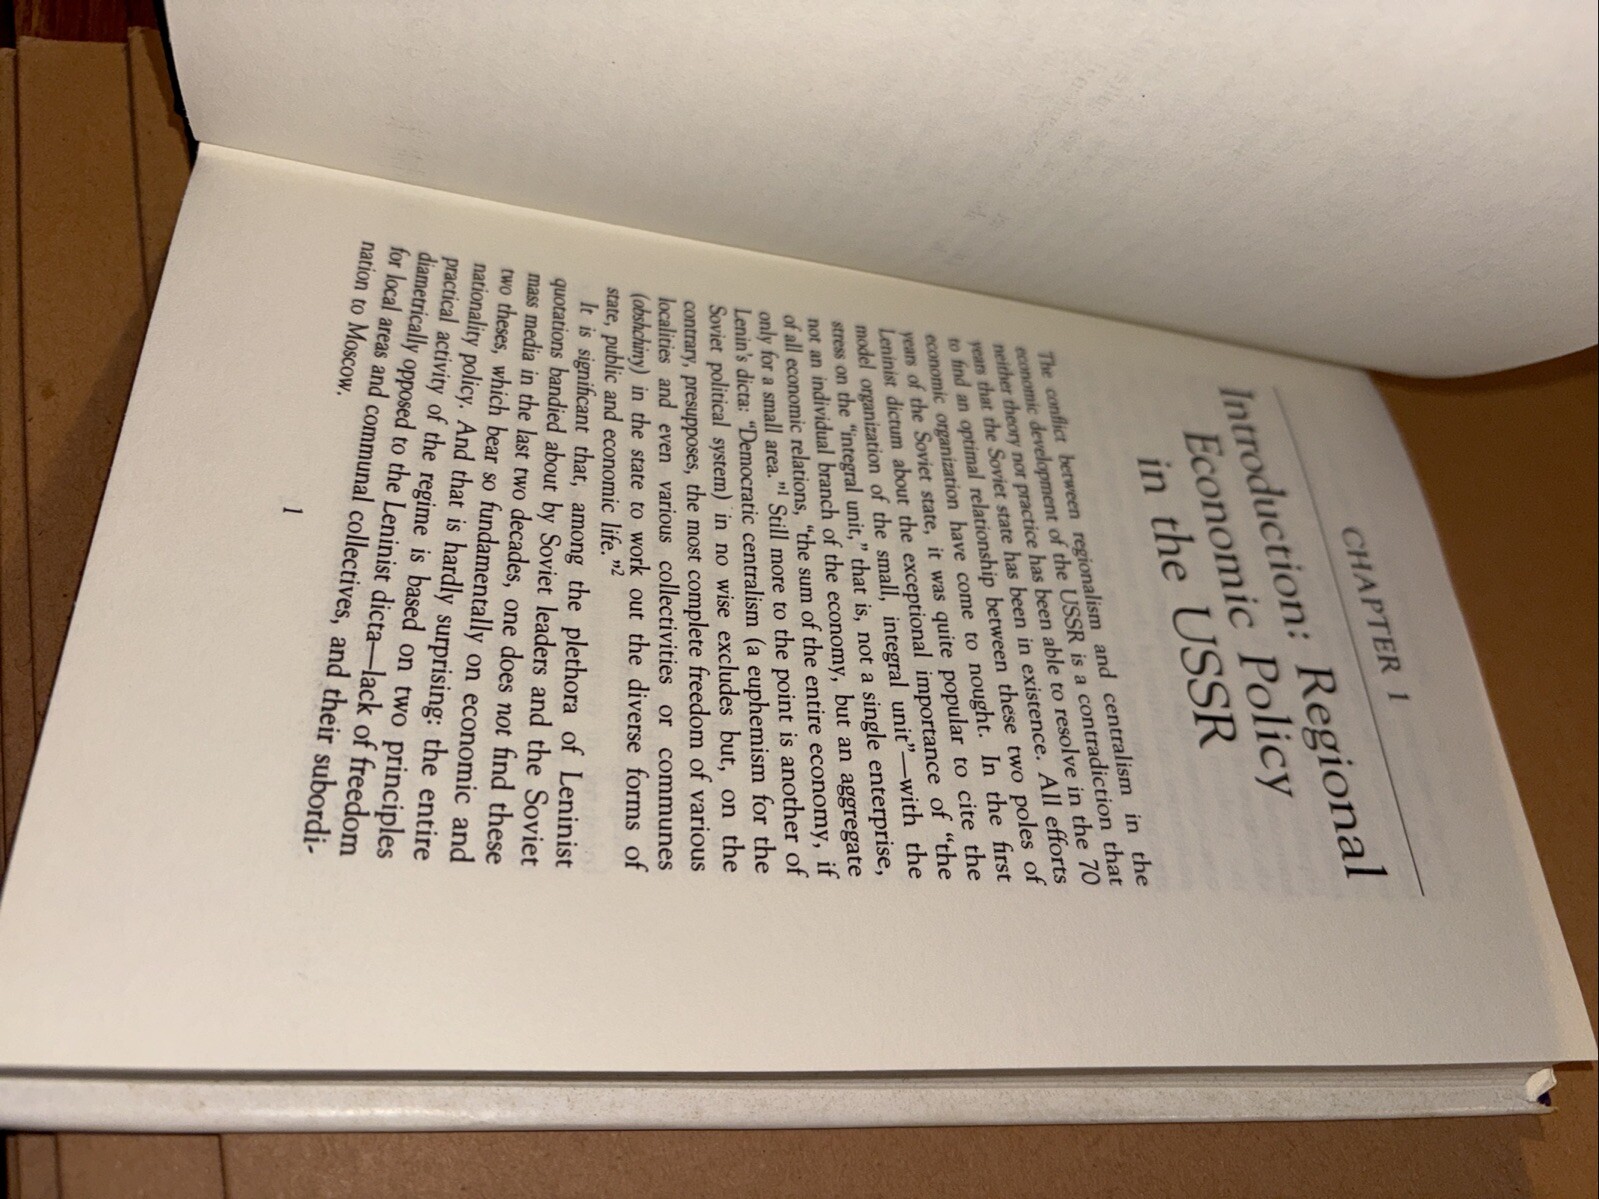 CHAPTER 1
Introduction: Regional
Economic Policy
in the USSR
The conflict between regionalism and centralism in the
economic development of the USSR is a contradiction that
neither theory nor practice has been able to resolve in the 70
years that the Soviet state has been in existence. All efforts
to find an optimal relationship between these two poles of
economic organization have come to nought. In the first
years of the Soviet state, it was quite popular to cite the
Leninist dictum about the exceptional importance of “the
model organization of the small, integral unit”—with the
stress on the “integral unit,” that is, not a single enterprise,
not an individual branch of the economy, but an aggregate
of all economic relations, “the sum of the entire economy, if
only for a small area.”1 Still more to the point is another of
Lenin’s dicta: “Democratic centralism (a euphemism for the
Soviet political system) in no wise excludes but, on the
contrary, presupposes, the most complete freedom of various
localities and even various collectivities or communes
(obshchiny) in the state to work out the diverse forms of
state, public and economic life.”2
It is significant that, among the plethora of Leninist
quotations bandied about by Soviet leaders and the Soviet
mass media in the last two decades, one does not find these
two theses, which bear so fundamentally on economic and
nationality policy. And that is hardly surprising: the entire
practical activity of the regime is based on two principles
diametrically opposed to the Leninist dicta—lack of freedom
for local areas and communal collectives, and their subordi-
nation to Moscow.
1